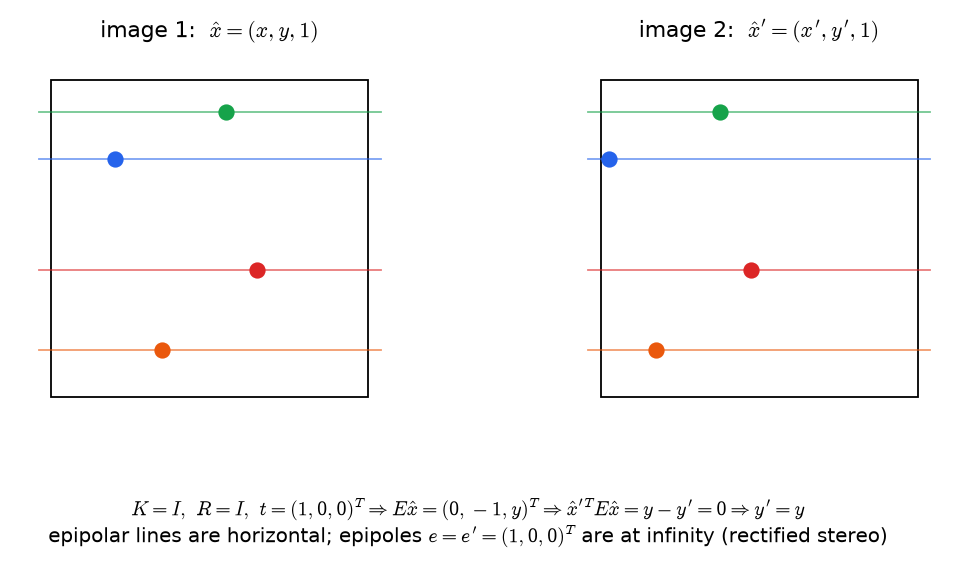 image 1: x̂ = (x, y, 1)
image 2: x̂′ = (x′, y′, 1)
K = I, R = I, t = (1, 0, 0)ᵀ ⇒ Ex̂ = (0, −1, y)ᵀ ⇒ x̂′ᵀEx̂ = y − y′ = 0 ⇒ y′ = y
epipolar lines are horizontal; epipoles e = e′ = (1, 0, 0)ᵀ are at infinity (rectified stereo)